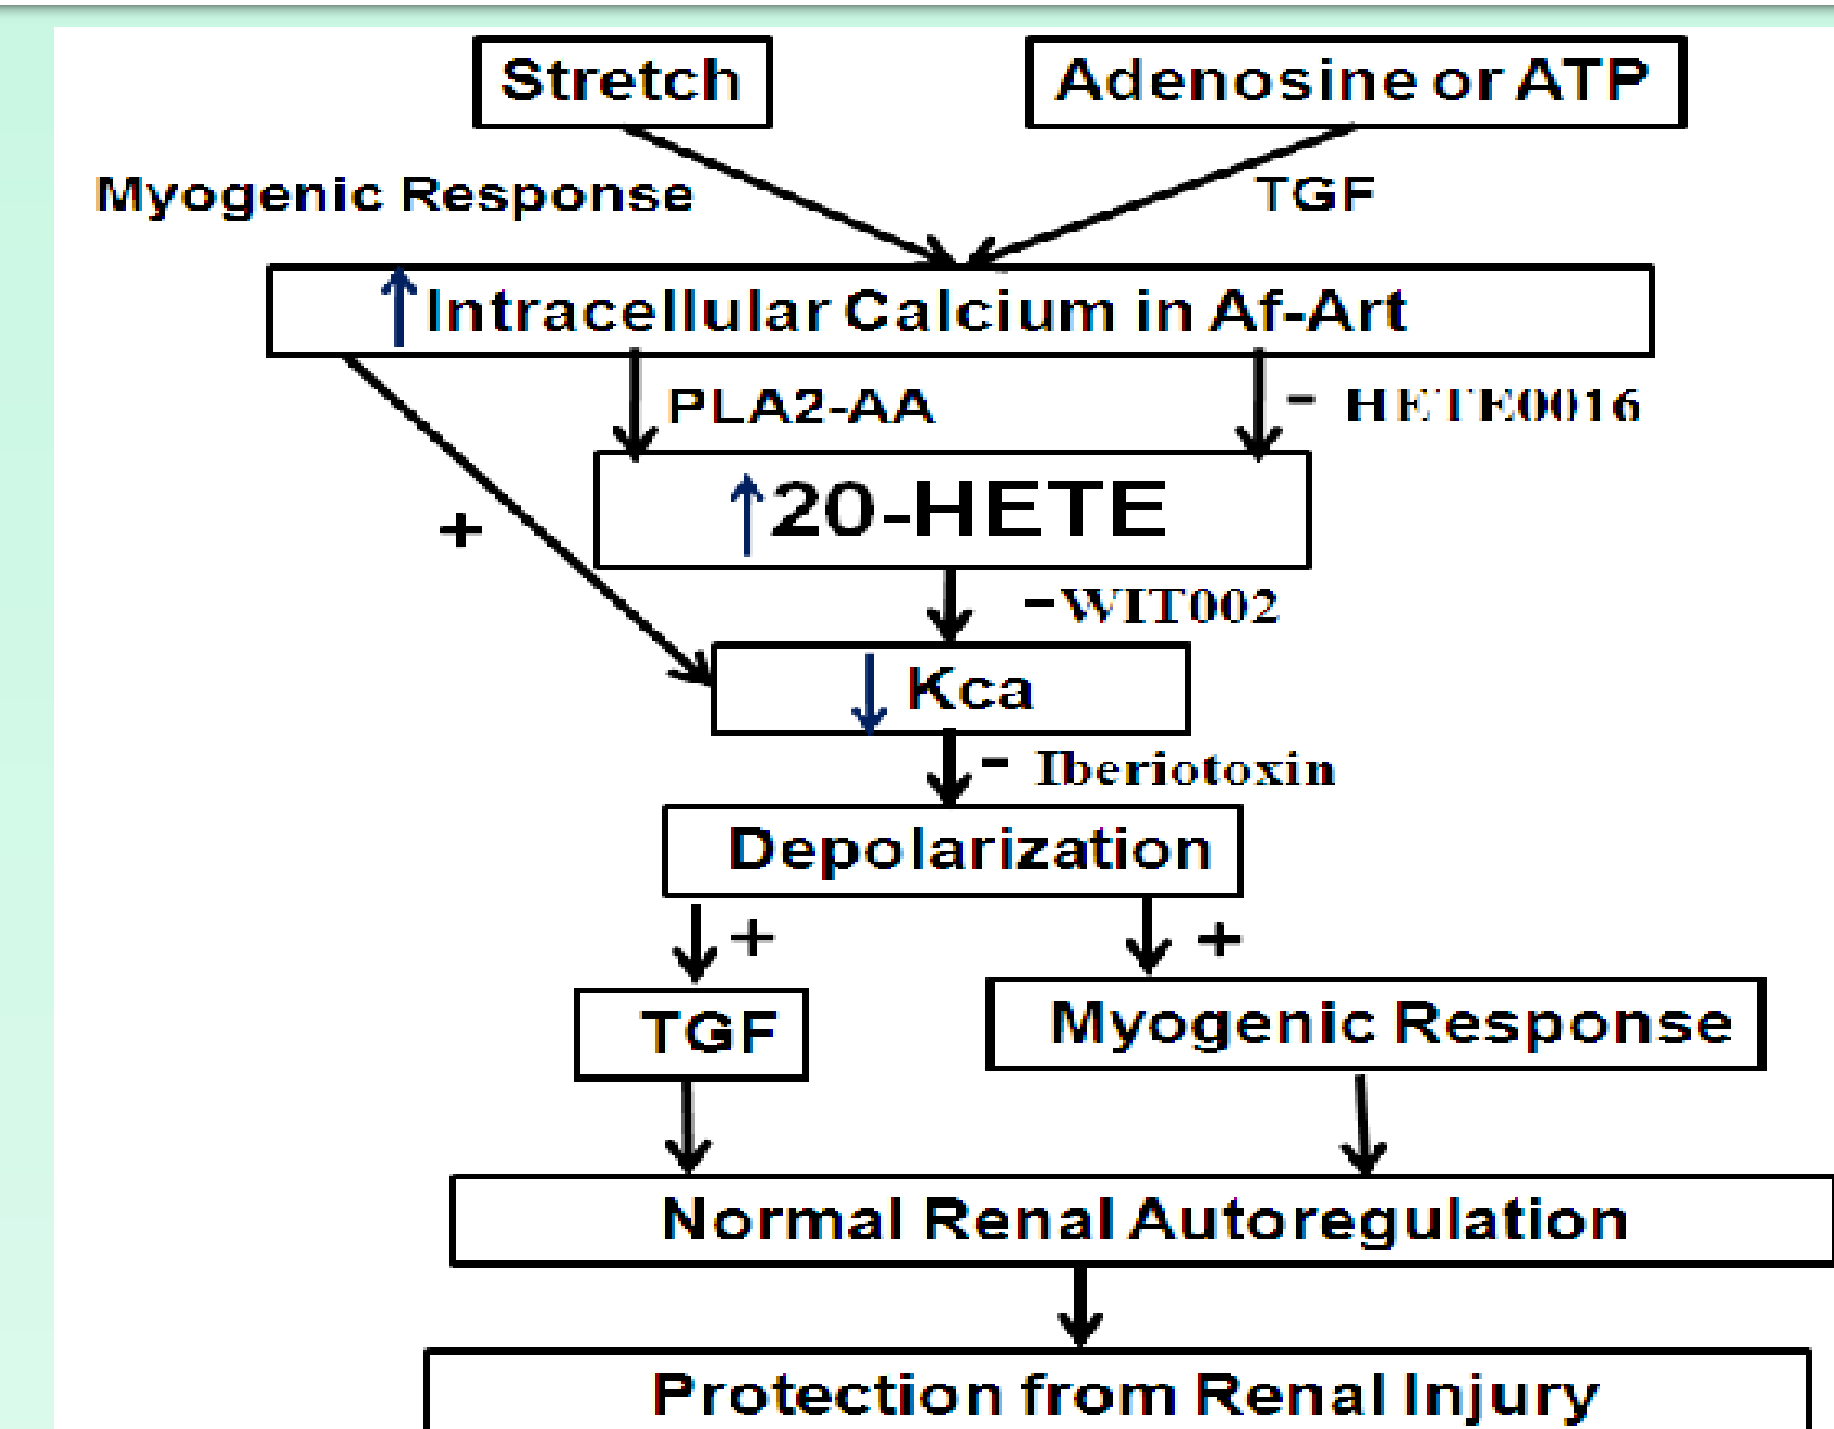 Stretch
Adenosine or ATP
Myogenic Response
TGF
↑Intracellular Calcium in Af-Art
PLA2-AA
- HETE0016
↑20-HETE
+
-WIT002
↓ Kca
- Iberiotoxin
Depolarization
+
+
TGF
Myogenic Response
Normal Renal Autoregulation
Protection from Renal Injury